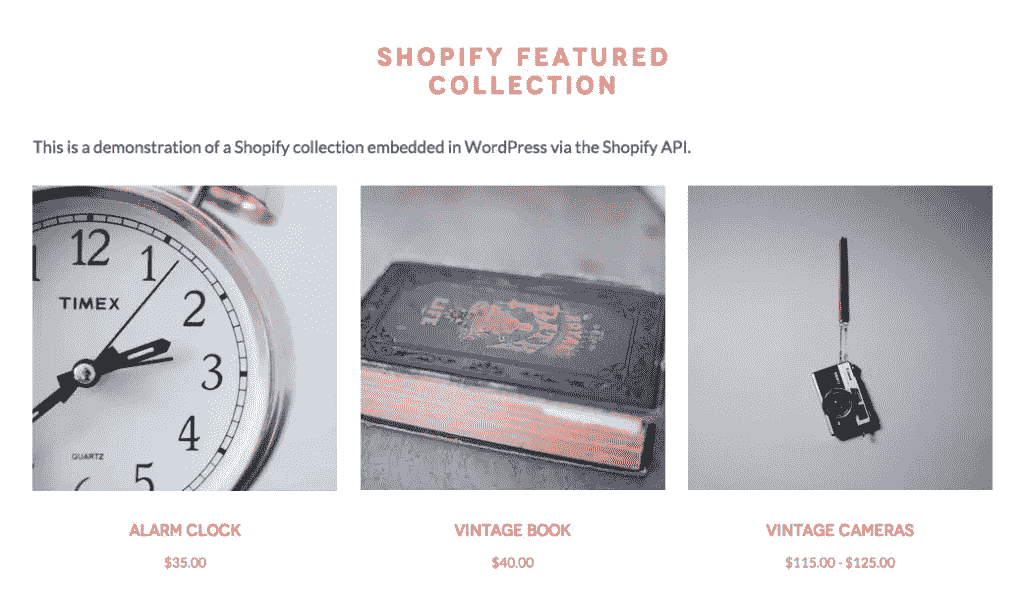 SHOPIFY FEATURED
COLLECTION
This is a demonstration of a Shopify collection embedded in WordPress via the Shopify API.
12
1
2
3
4
5
TIMEX
QUARTZ
LIFE
ALARM CLOCK
VINTAGE BOOK
VINTAGE CAMERAS
$35.00
$40.00
$115.00 - $125.00